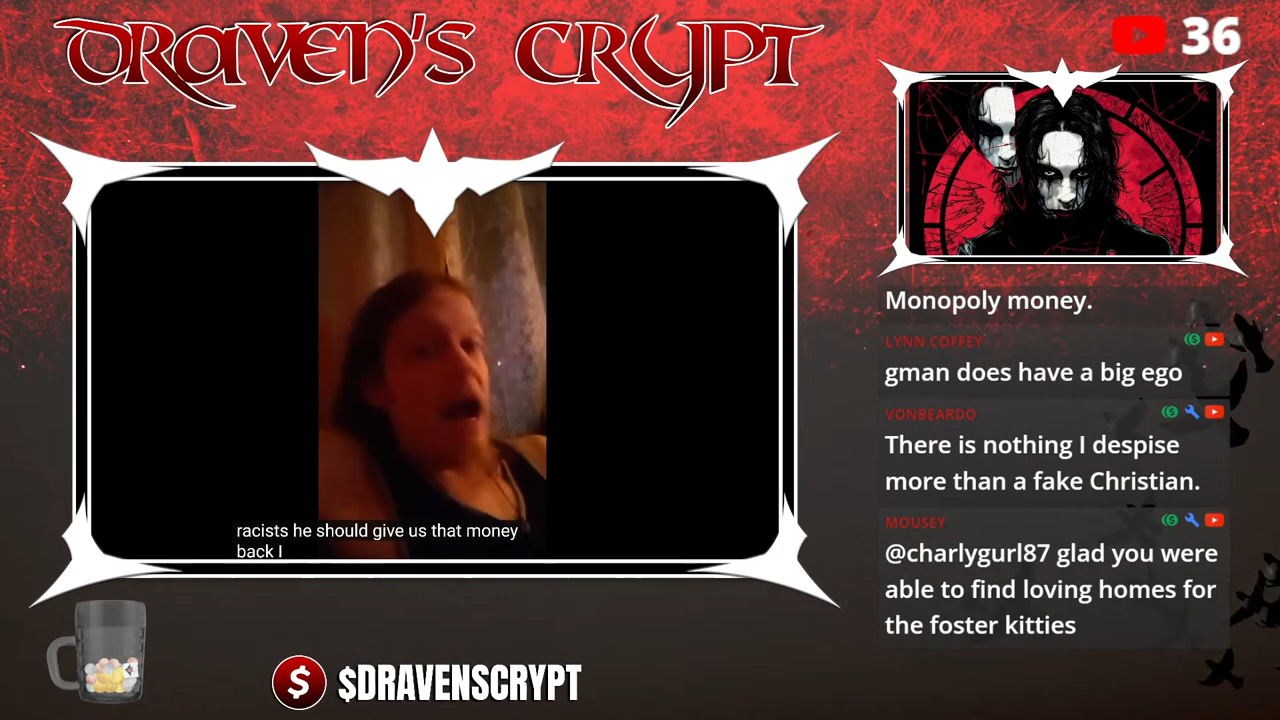 DRAVEN'S CRYPT
36
Monopoly money.
LYNN COFFEY
gman does have a big ego
VONBEARDO
There is nothing I despise
more than a fake Christian.
MOUSEY
@charlygurl87 glad you were
able to find loving homes for
the foster kitties
racists he should give us that money
back I
$ $DRAVENSCRYPT